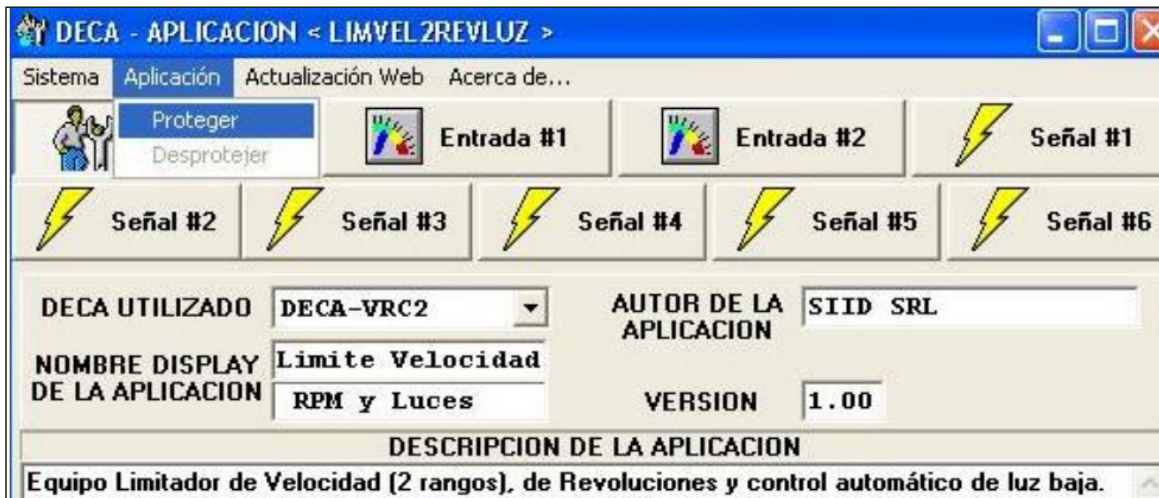 DECA - APLICACION < LIMVEL2REVLUZ >
Sistema Aplicación Actualización Web Acerca de...
Proteger
Desprotejer
Entrada #1 Entrada #2 Señal #1
Señal #2 Señal #3 Señal #4 Señal #5 Señal #6
DECA UTILIZADO DECA-VRC2
AUTOR DE LA APLICACION SIID SRL
NOMBRE DISPLAY DE LA APLICACION
Limite Velocidad
RPM y Luces
VERSION 1.00
DESCRIPCION DE LA APLICACION
Equipo Limitador de Velocidad (2 rangos), de Revoluciones y control automático de luz baja.